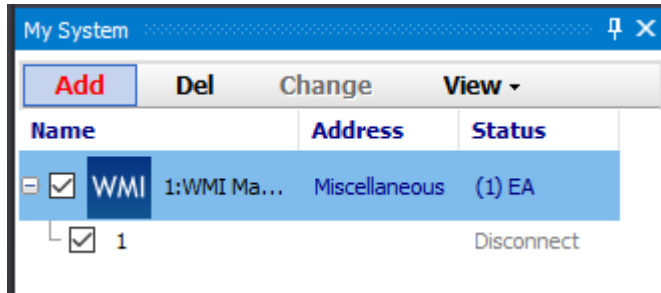 My System
Add Del Change View
Name Address Status
WMI 1:WMI Ma... Miscellaneous (1) EA
1 Disconnect